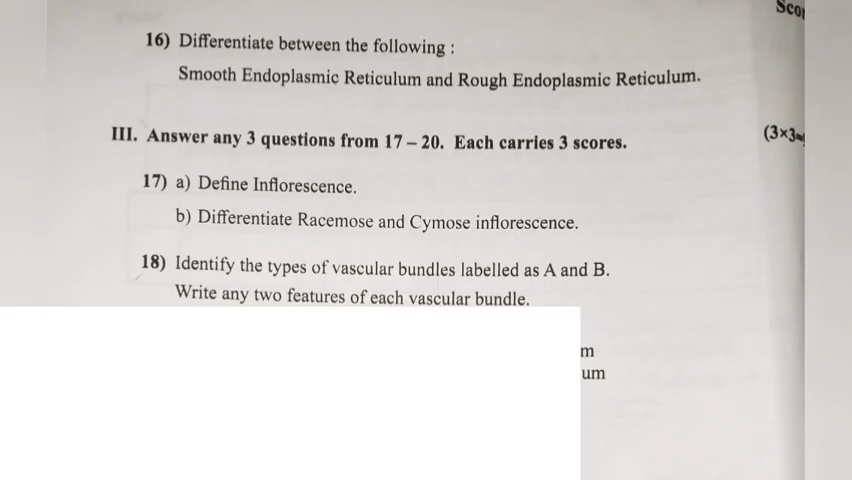 16) Differentiate between the following :
Smooth Endoplasmic Reticulum and Rough Endoplasmic Reticulum.
III. Answer any 3 questions from 17 – 20. Each carries 3 scores.
(3×3=
17) a) Define Inflorescence.
b) Differentiate Racemose and Cymose inflorescence.
18) Identify the types of vascular bundles labelled as A and B.
Write any two features of each vascular bundle.